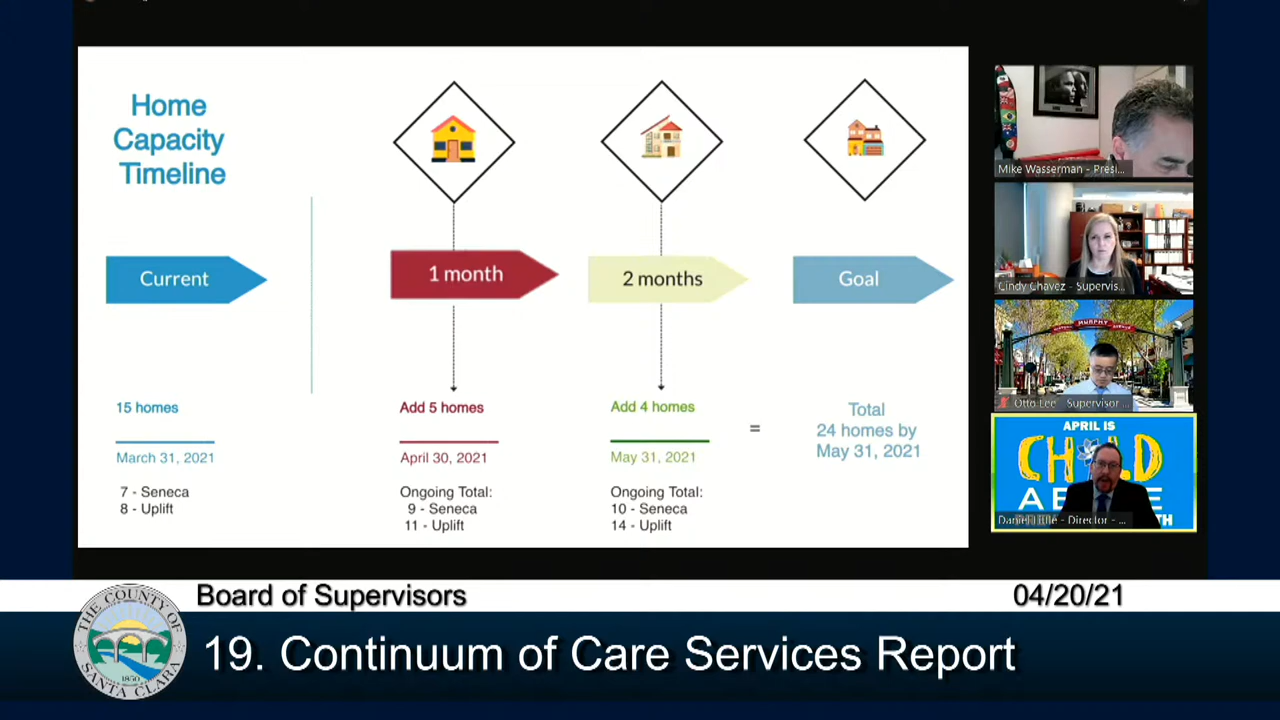 Home
Capacity
Timeline
Current
1 month
2 months
Goal
15 homes
March 31, 2021
7 - Seneca
8 - Uplift
Add 5 homes
April 30, 2021
Ongoing Total:
9 - Seneca
11 - Uplift
Add 4 homes
May 31, 2021
Ongoing Total:
10 - Seneca
14 - Uplift
=
Total
24 homes by
May 31, 2021
Mike Wasserman - Presi...
Cindy Chavez - Supervis...
MURPHY
Otto Lee - Supervisor ...
APRIL IS
CHILD
Daniel Little - Director - ...
Board of Supervisors
04/20/21
THE COUNTY OF
SANTA CLARA
1850
19. Continuum of Care Services Report